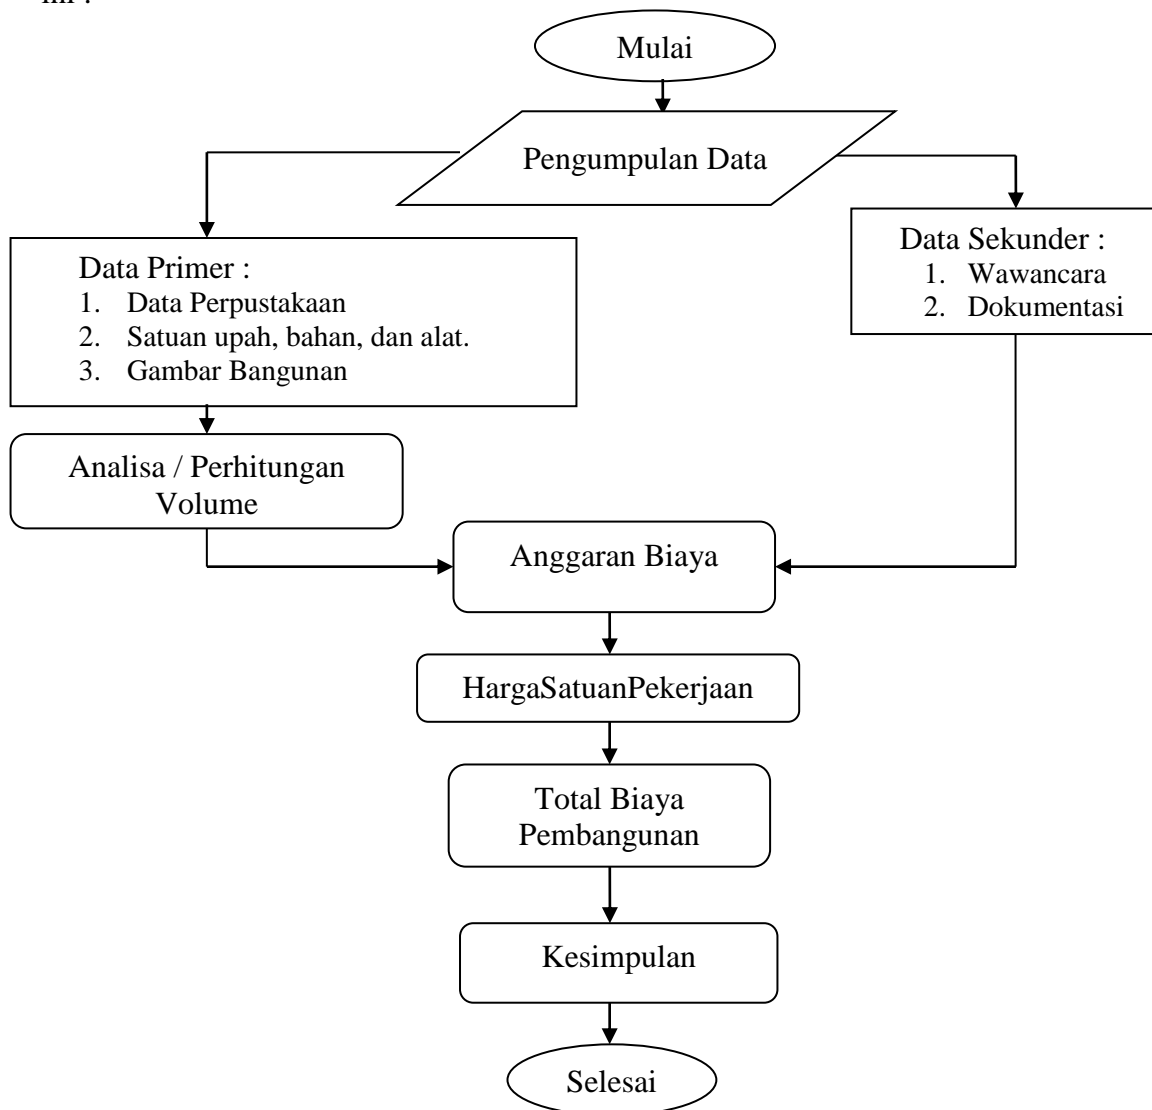 ini :
Mulai
Pengumpulan Data
Data Primer :
1. Data Perpustakaan
2. Satuan upah, bahan, dan alat.
3. Gambar Bangunan
Data Sekunder :
1. Wawancara
2. Dokumentasi
Analisa / Perhitungan
Volume
Anggaran Biaya
HargaSatuanPekerjaan
Total Biaya
Pembangunan
Kesimpulan
Selesai